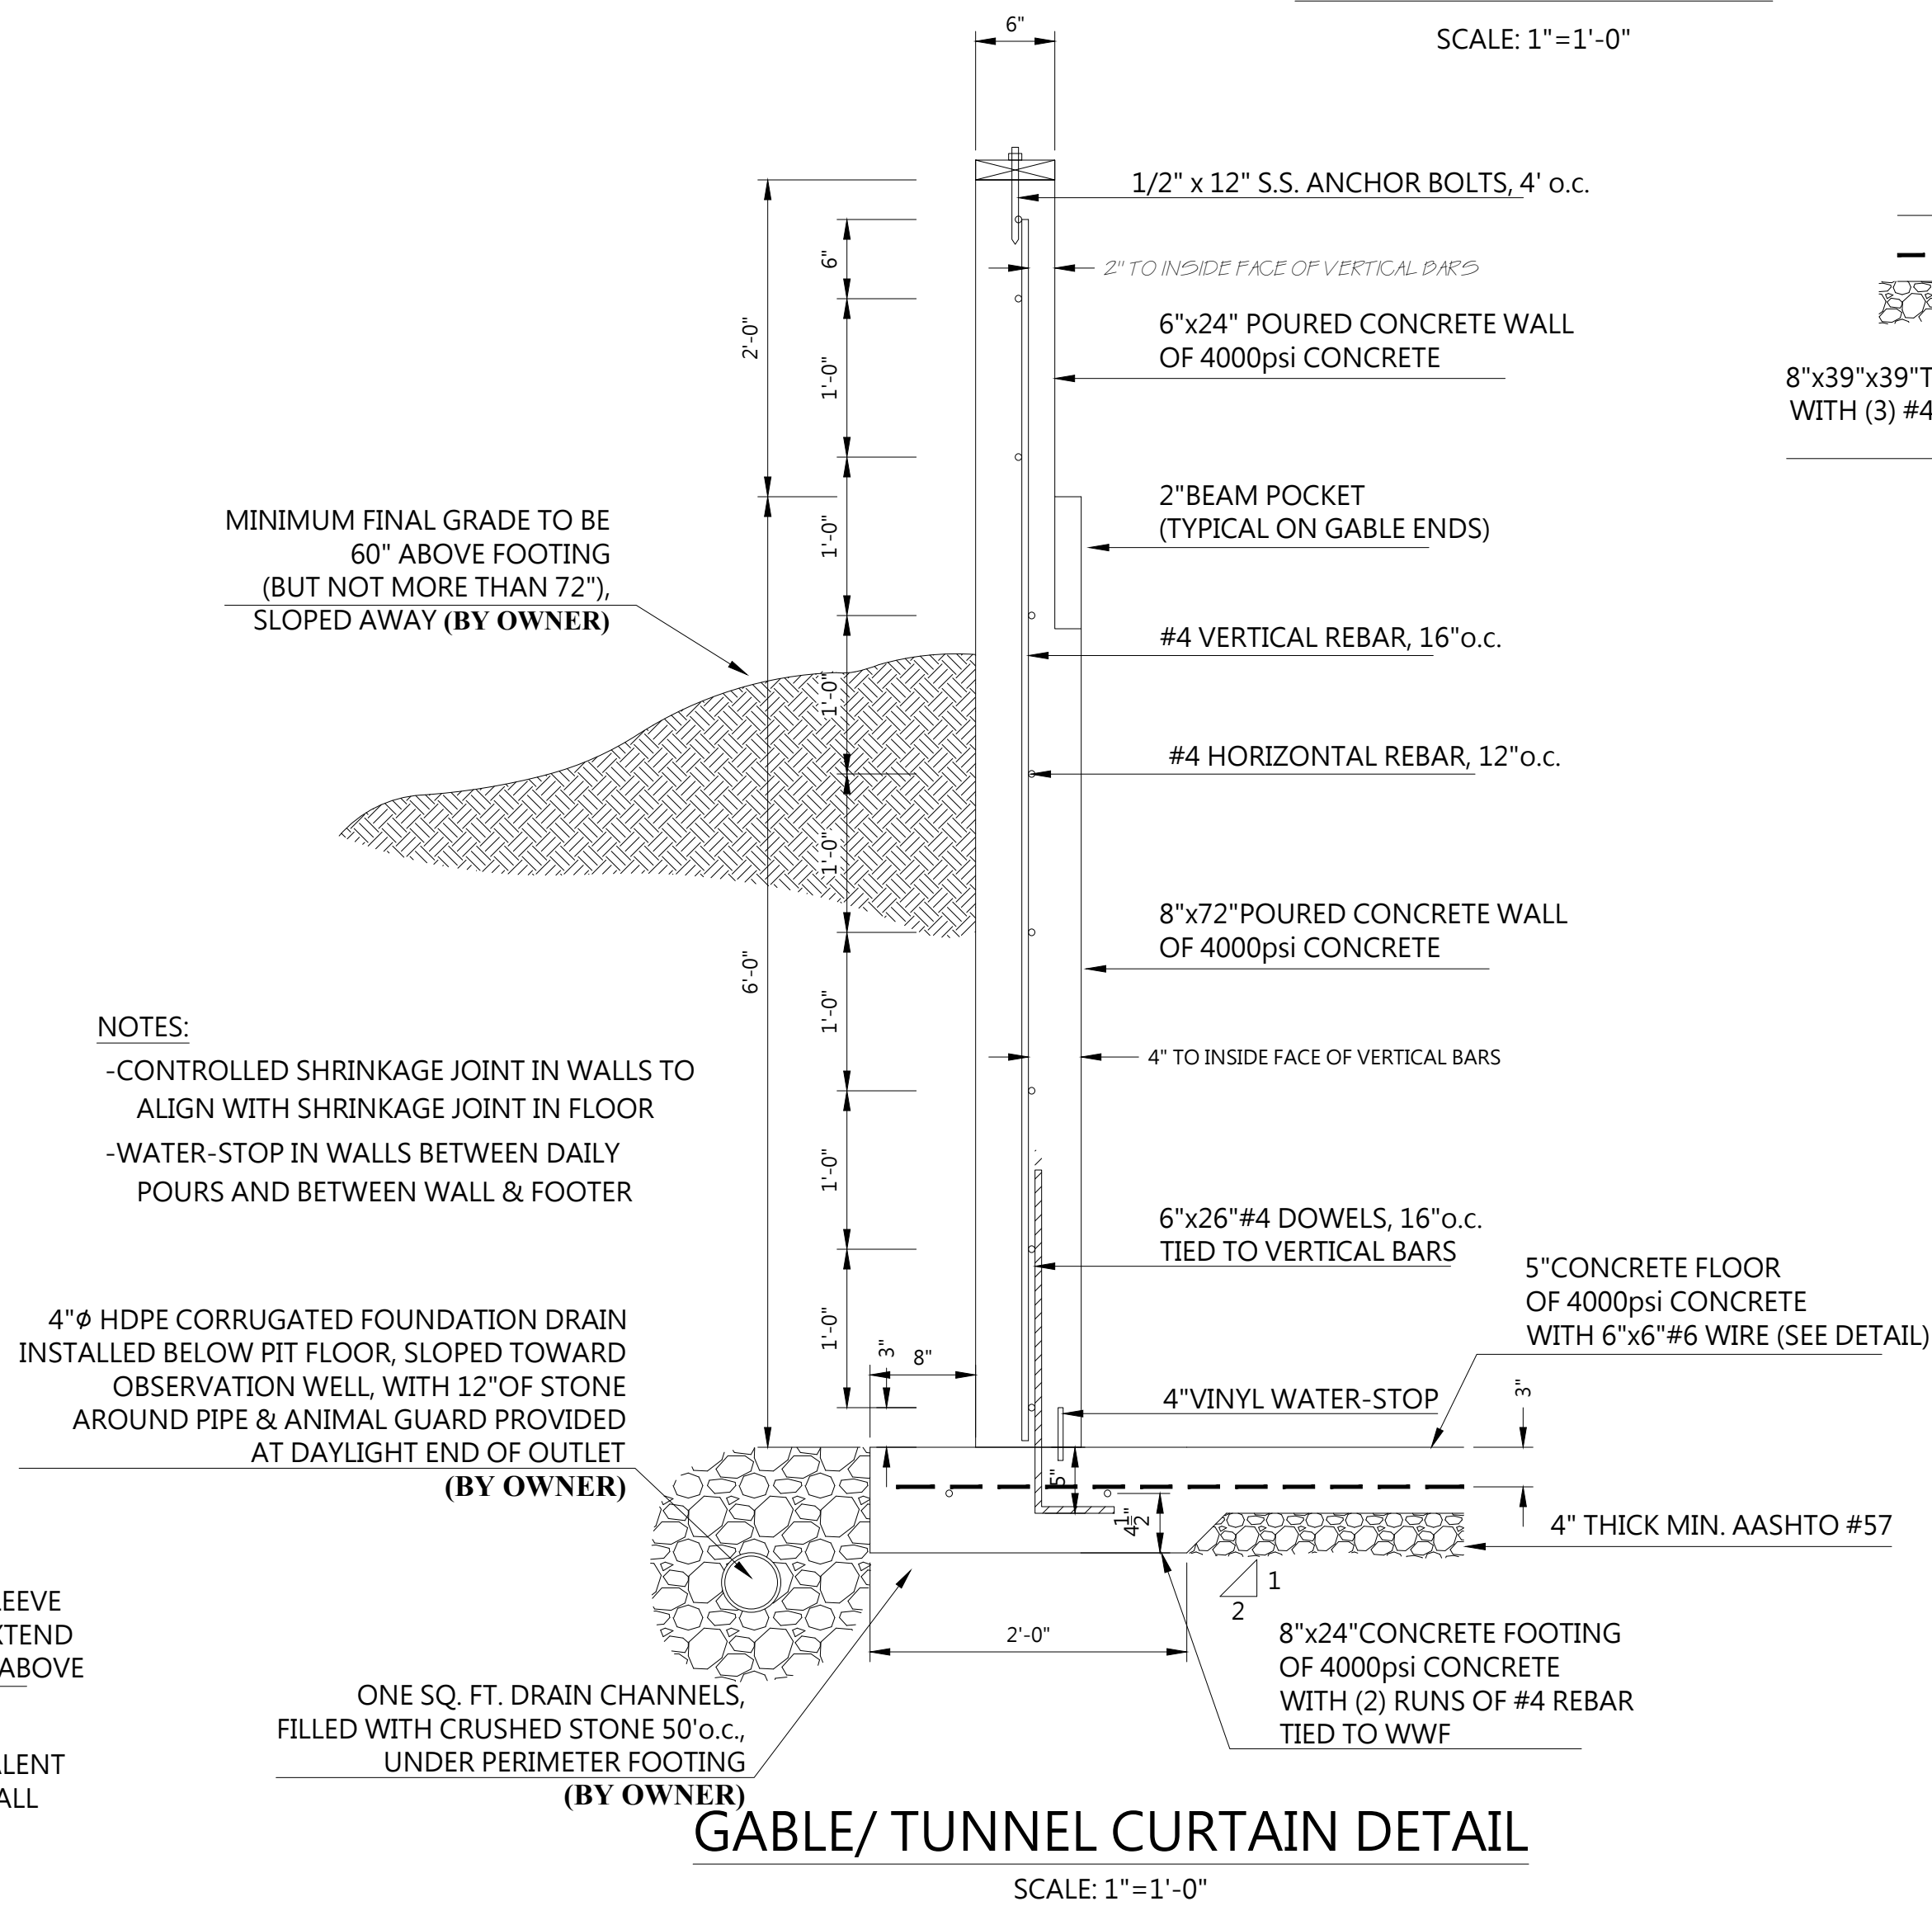 6"
SCALE: 1"=1'-0"
1/2" x 12" S.S. ANCHOR BOLTS, 4' o.c.
6"
2" TO INSIDE FACE OF VERTICAL BARS
2'-0"
1'-0"
6"x24" POURED CONCRETE WALL
OF 4000psi CONCRETE
8"x39"x39"T
WITH (3) #4
MINIMUM FINAL GRADE TO BE
60" ABOVE FOOTING
(BUT NOT MORE THAN 72"),
SLOPED AWAY (BY OWNER)
1'-0"
2"BEAM POCKET
(TYPICAL ON GABLE ENDS)
#4 VERTICAL REBAR, 16"o.c.
1'-0"
#4 HORIZONTAL REBAR, 12"o.c.
1'-0"
8"x72"POURED CONCRETE WALL
OF 4000psi CONCRETE
6'-0"
1'-0"
4" TO INSIDE FACE OF VERTICAL BARS
NOTES:
-CONTROLLED SHRINKAGE JOINT IN WALLS TO
ALIGN WITH SHRINKAGE JOINT IN FLOOR
-WATER-STOP IN WALLS BETWEEN DAILY
POURS AND BETWEEN WALL & FOOTER
1'-0"
6"x26"#4 DOWELS, 16"o.c.
TIED TO VERTICAL BARS
5"CONCRETE FLOOR
OF 4000psi CONCRETE
WITH 6"x6"#6 WIRE (SEE DETAIL)
4"ϕ HDPE CORRUGATED FOUNDATION DRAIN
INSTALLED BELOW PIT FLOOR, SLOPED TOWARD
OBSERVATION WELL, WITH 12"OF STONE
AROUND PIPE & ANIMAL GUARD PROVIDED
AT DAYLIGHT END OF OUTLET
(BY OWNER)
1'-0"
3"
8"
4"VINYL WATER-STOP
3"
5"
4 1/2"
4" THICK MIN. AASHTO #57
1
2
2'-0"
8"x24"CONCRETE FOOTING
OF 4000psi CONCRETE
WITH (2) RUNS OF #4 REBAR
TIED TO WWF
LEEVE
XTEND
ABOVE
ALENT
ALL
ONE SQ. FT. DRAIN CHANNELS,
FILLED WITH CRUSHED STONE 50'o.c.,
UNDER PERIMETER FOOTING
(BY OWNER)
GABLE/ TUNNEL CURTAIN DETAIL
SCALE: 1"=1'-0"